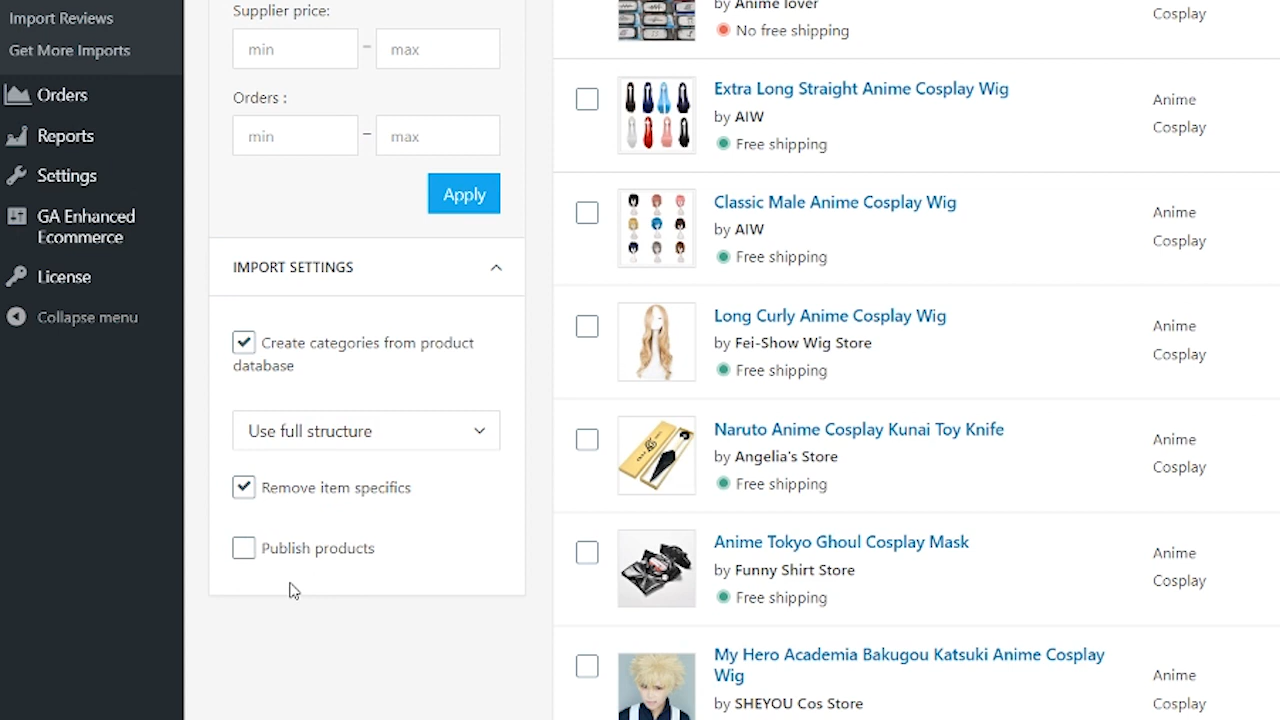 Import Reviews
Get More Imports
Orders
Reports
Settings
GA Enhanced
Ecommerce
License
Collapse menu
Supplier price:
min – max
Orders :
min – max
Apply
IMPORT SETTINGS
Create categories from product
database
Use full structure
Remove item specifics
Publish products
by Anime lover
No free shipping
Cosplay
Extra Long Straight Anime Cosplay Wig
by AIW
Free shipping
Anime
Cosplay
Classic Male Anime Cosplay Wig
by AIW
Free shipping
Anime
Cosplay
Long Curly Anime Cosplay Wig
by Fei-Show Wig Store
Free shipping
Anime
Cosplay
Naruto Anime Cosplay Kunai Toy Knife
by Angelia's Store
Free shipping
Anime
Cosplay
Anime Tokyo Ghoul Cosplay Mask
by Funny Shirt Store
Free shipping
Anime
Cosplay
My Hero Academia Bakugou Katsuki Anime Cosplay
Wig
by SHEYOU Cos Store
Anime
Cosplay